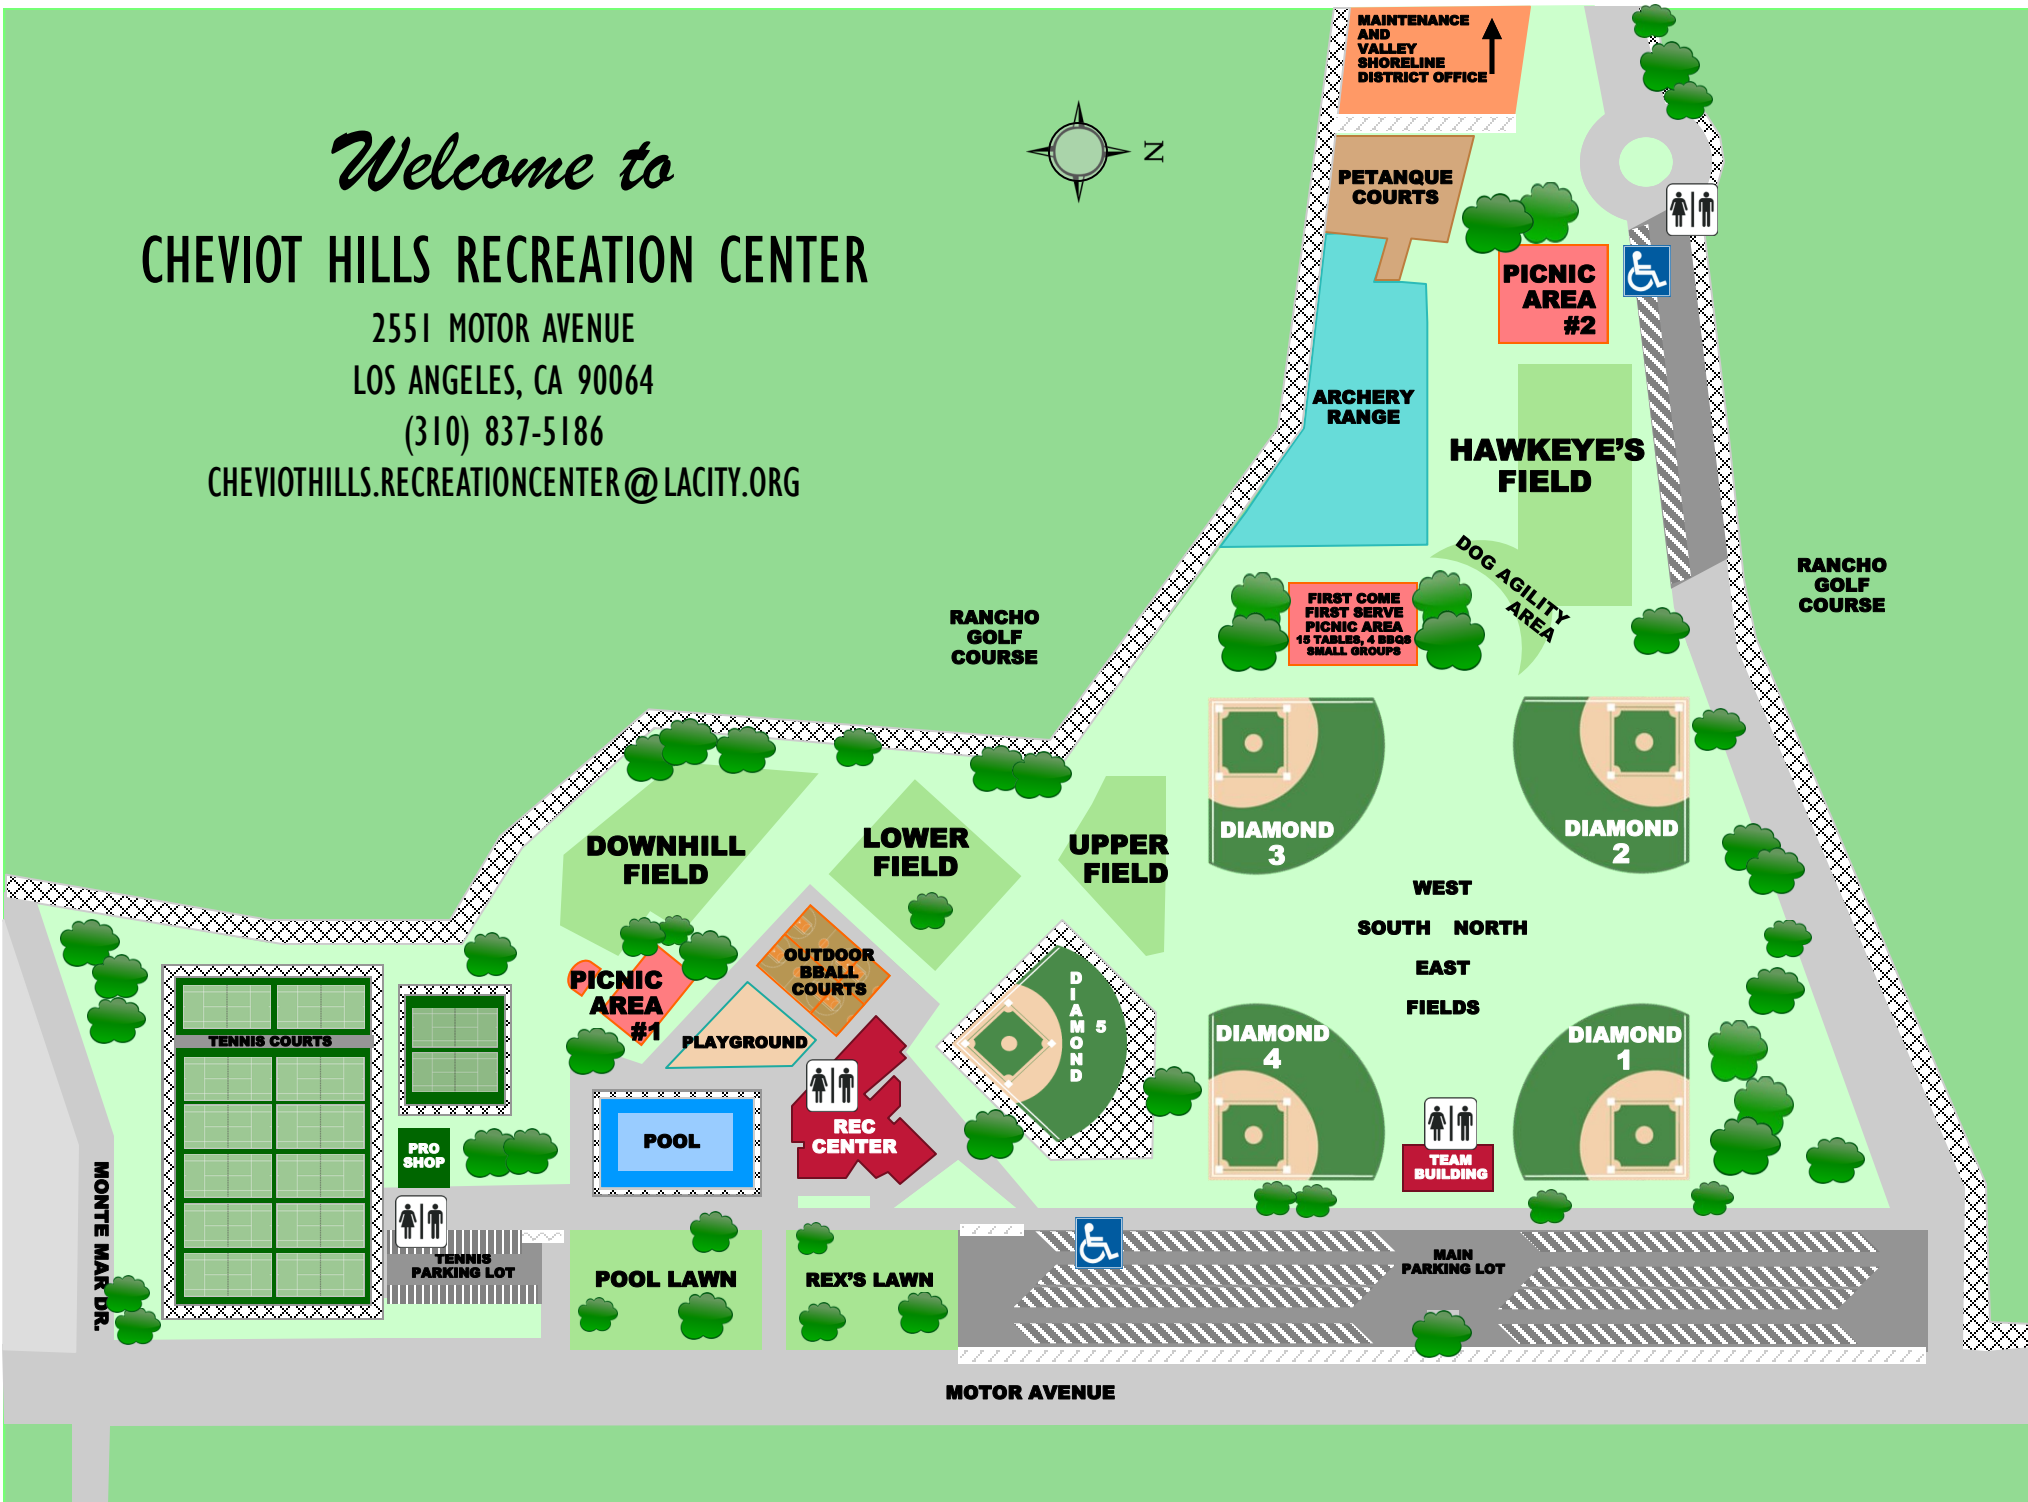 Welcome to
CHEVIOT HILLS RECREATION CENTER
2551 MOTOR AVENUE
LOS ANGELES, CA 90064
(310) 837-5186
CHEVIOTHILLS.RECREATIONCENTER@LACITY.ORG
N
MAINTENANCE
AND
VALLEY
SHORELINE
DISTRICT OFFICE
PETANQUE
COURTS
PICNIC
AREA
#2
ARCHERY
RANGE
HAWKEYE'S
FIELD
DOG AGILITY
AREA
FIRST COME
FIRST SERVE
PICNIC AREA
15 TABLES, 4 BBQS
SMALL GROUPS
RANCHO
GOLF
COURSE
RANCHO
GOLF
COURSE
DOWNHILL
FIELD
LOWER
FIELD
UPPER
FIELD
DIAMOND
3
DIAMOND
2
WEST
SOUTH NORTH
EAST
FIELDS
DIAMOND
4
DIAMOND
1
DIAMOND
5
OUTDOOR
BBALL
COURTS
PICNIC
AREA
#1
PLAYGROUND
TENNIS COURTS
PRO
SHOP
POOL
REC
CENTER
TEAM
BUILDING
MONTE MAR DR.
TENNIS
PARKING LOT
POOL LAWN
REX'S LAWN
MAIN
PARKING LOT
MOTOR AVENUE